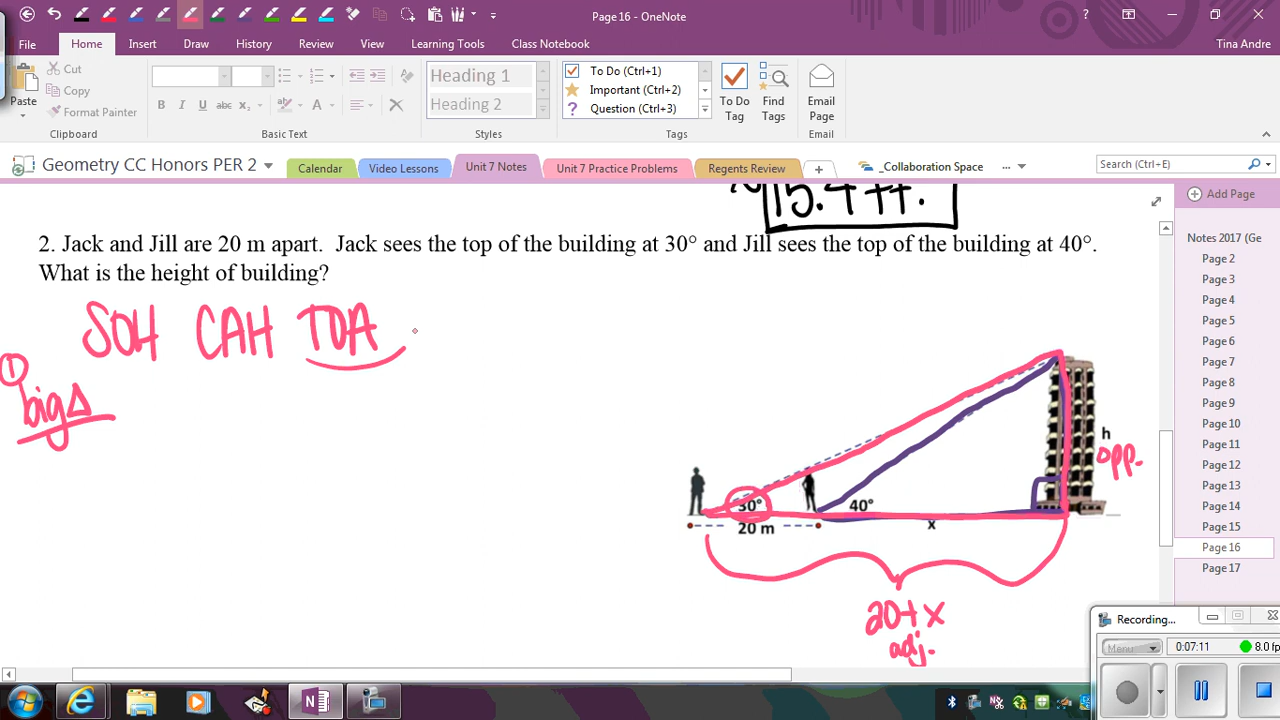 Page 16 - OneNote
?
File
Home
Insert
Draw
History
Review
View
Learning Tools
Class Notebook
Tina Andre
Paste
Cut
Copy
Format Painter
Clipboard
B I U abc x₂
A
Basic Text
Heading 1
Heading 2
Styles
To Do (Ctrl+1)
Important (Ctrl+2)
? Question (Ctrl+3)
Tags
To Do Tag
Find Tags
Email Page
Email
Geometry CC Honors PER 2
Calendar
Video Lessons
Unit 7 Notes
Unit 7 Practice Problems
Regents Review
+
_Collaboration Space
...
Search (Ctrl+E)
Add Page
Notes 2017 (Ge
Page 2
Page 3
Page 4
Page 5
Page 6
Page 7
Page 8
Page 9
Page 10
Page 11
Page 12
Page 13
Page 14
Page 15
Page 16
Page 17
15.4 ft.
2. Jack and Jill are 20 m apart. Jack sees the top of the building at 30° and Jill sees the top of the building at 40°.
What is the height of building?
SOH CAH TOA
① big Δ
h
opp.
30°
40°
20 m
x
20+x
adj.
Recording...
Menu
0:07:11
8.0 fp